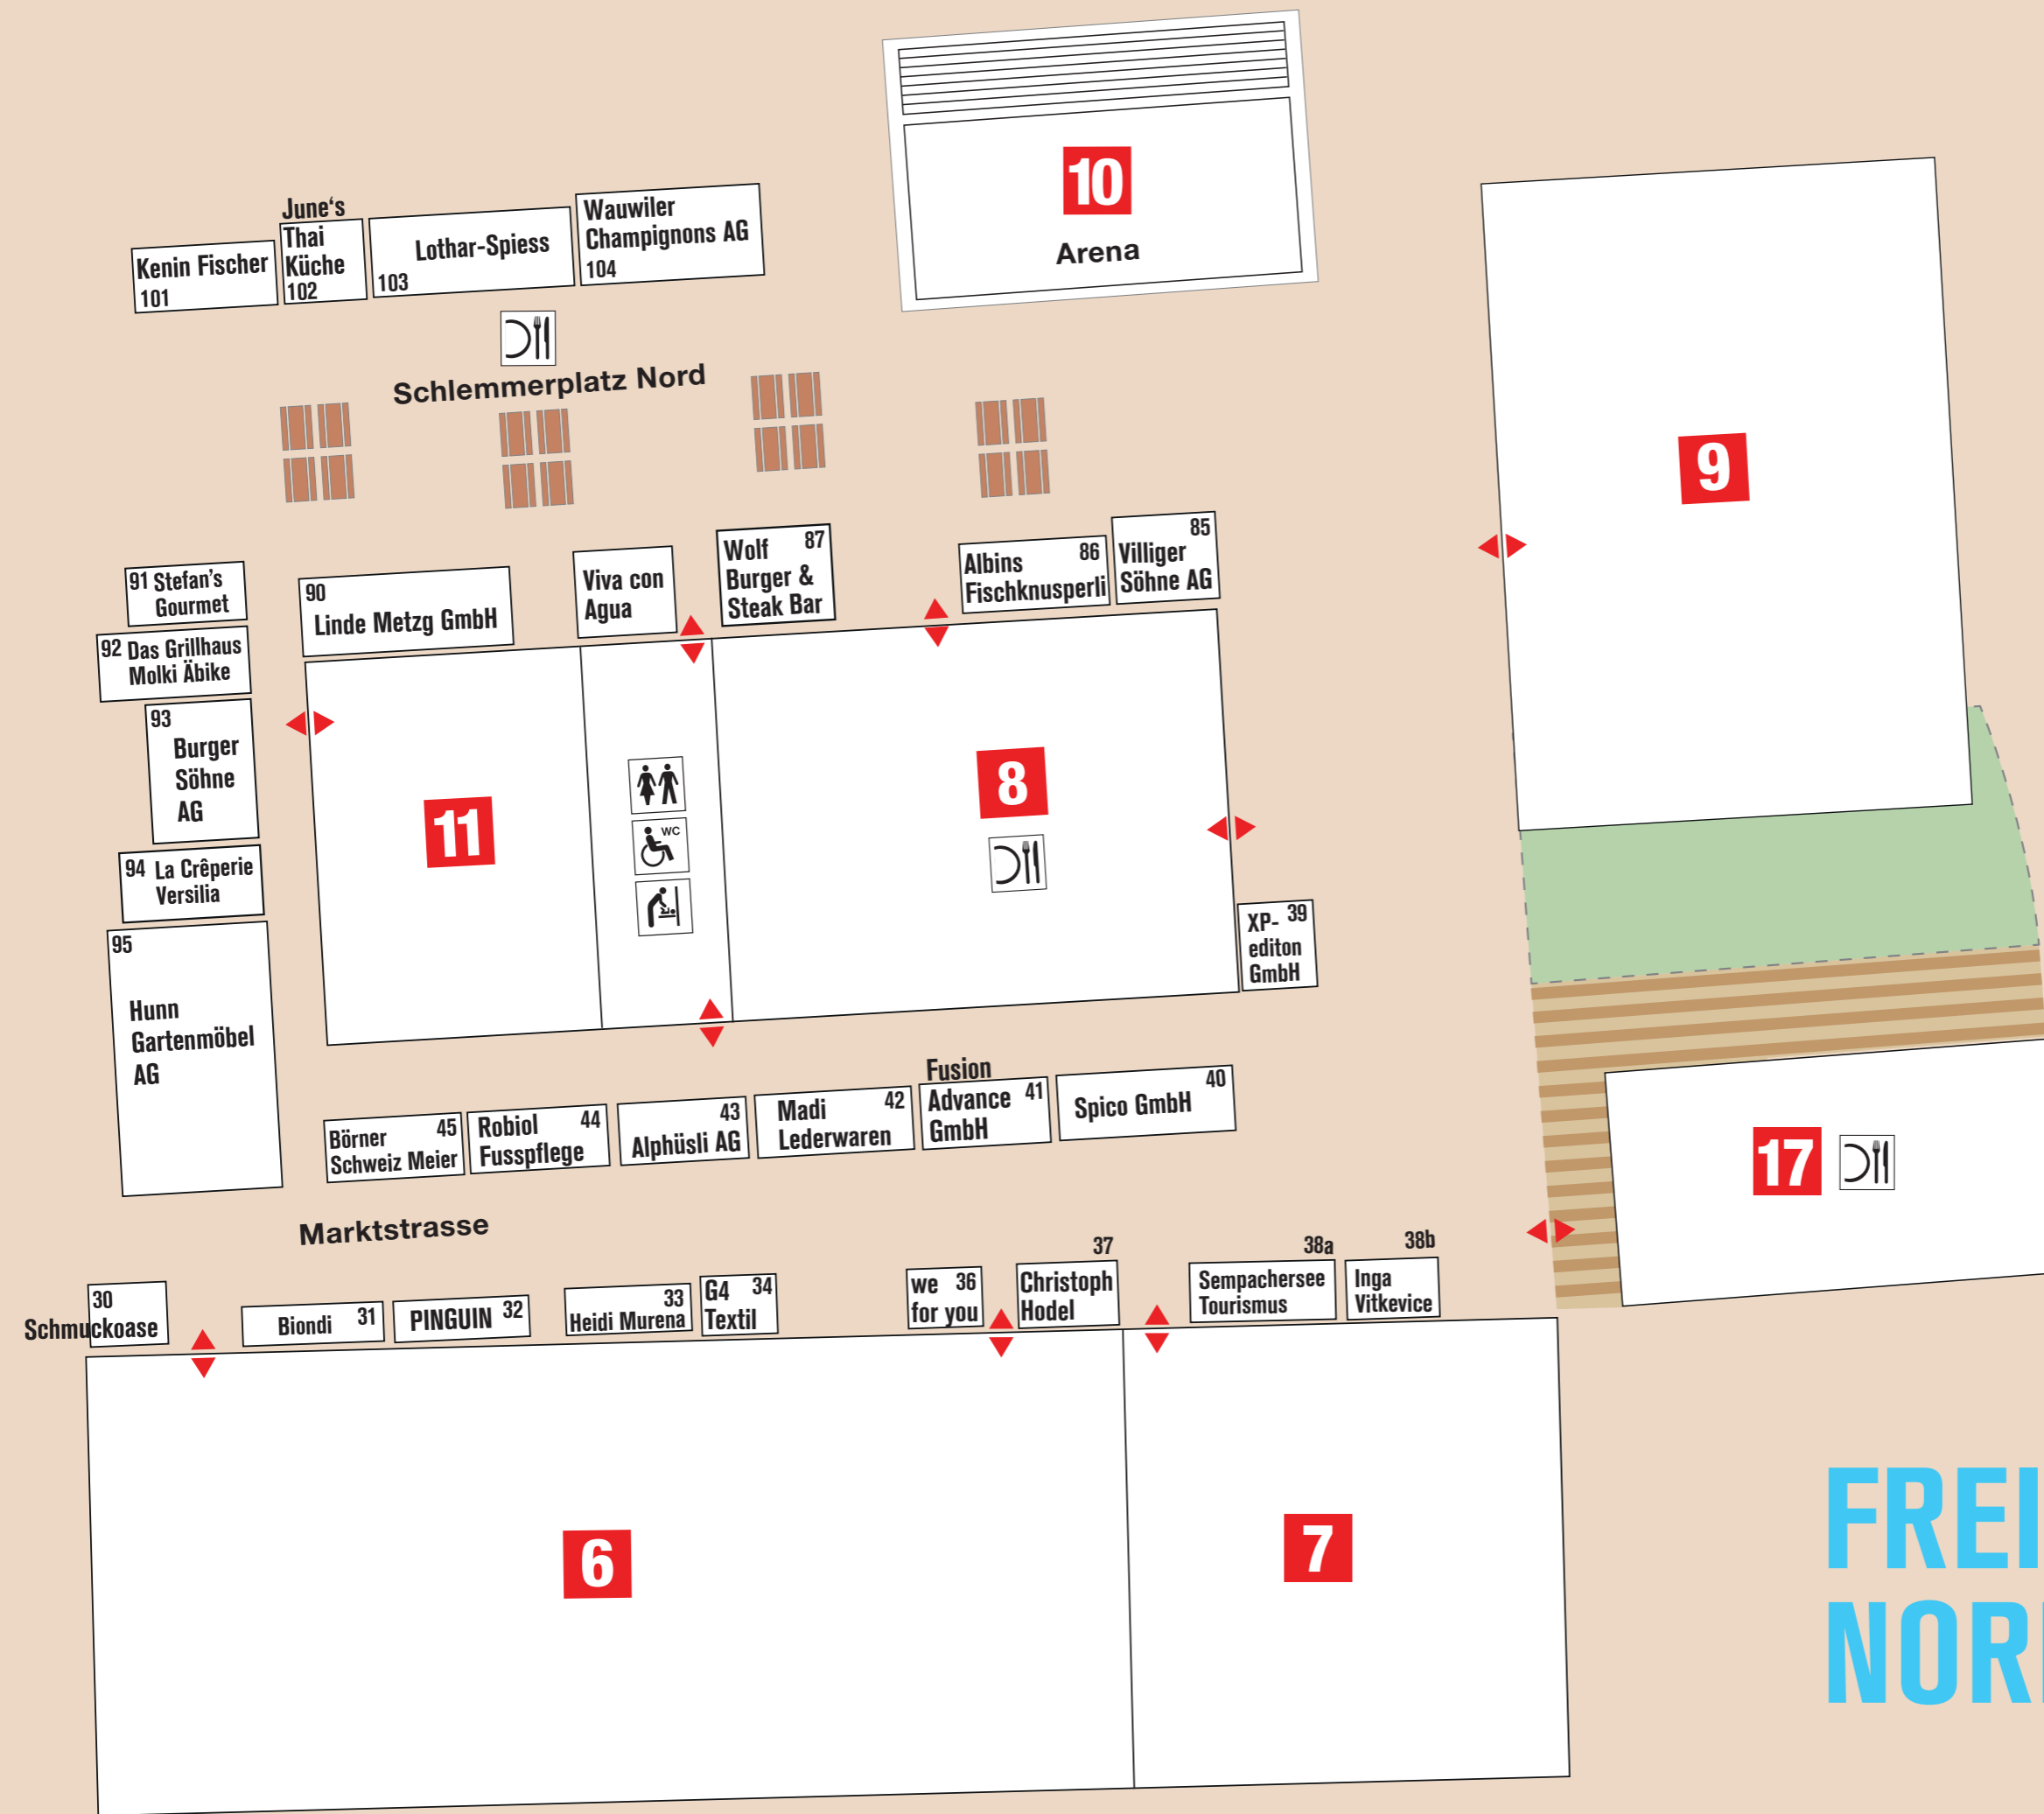 10
Arena
June‘s
Thai
Küche
102
Kenin Fischer
101
Lothar-Spiess
103
Wauwiler
Champignons AG
104
Schlemmerplatz Nord
9
91 Stefan’s
Gourmet
92 Das Grillhaus
Molki Äbike
93
Burger
Söhne
AG
94 La Crêperie
Versilia
95
Hunn
Gartenmöbel
AG
90
Linde Metzg GmbH
Viva con
Agua
Wolf 87
Burger &
Steak Bar
Albins 86
Fischknusperli
85
Villiger
Söhne AG
11
WC
8
XP- 39
editon
GmbH
Börner 45
Schweiz Meier
Robiol 44
Fusspflege
43
Alphüsli AG
Madi 42
Lederwaren
Fusion
Advance 41
GmbH
40
Spico GmbH
17
Marktstrasse
30
Schmuckoase
Biondi 31
PINGUIN 32
33
Heidi Murena
G4 34
Textil
we 36
for you
37
Christoph
Hodel
38a
Sempachersee
Tourismus
38b
Inga
Vitkevice
6
7
FREI
NOR